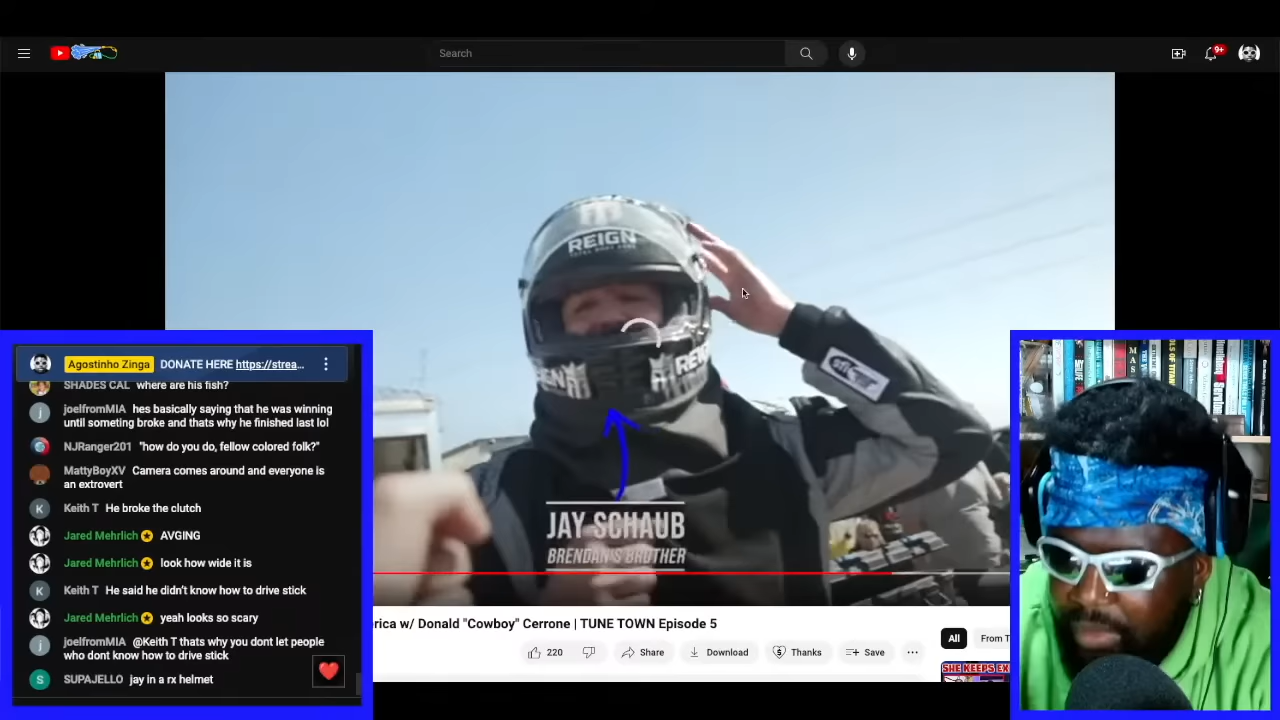 Search
9+
REIGN
REIGN
sfi
JAY SCHAUB
BRENDAN'S BROTHER
Agostinho Zinga DONATE HERE https://strea...
SHADES CAL where are his fish?
joelfromMIA hes basically saying that he was winning
until someting broke and thats why he finished last lol
NJRanger201 "how do you do, fellow colored folk?"
MattyBoyXV Camera comes around and everyone is
an extrovert
Keith T He broke the clutch
Jared Mehrlich AVGING
Jared Mehrlich look how wide it is
Keith T He said he didn't know how to drive stick
Jared Mehrlich yeah looks so scary
joelfromMIA @Keith T thats why you dont let people
who dont know how to drive stick
SUPAJELLO jay in a rx helmet
rica w/ Donald "Cowboy" Cerrone | TUNE TOWN Episode 5
220 Share Download Thanks Save
All From T
SHE KEEPS EX